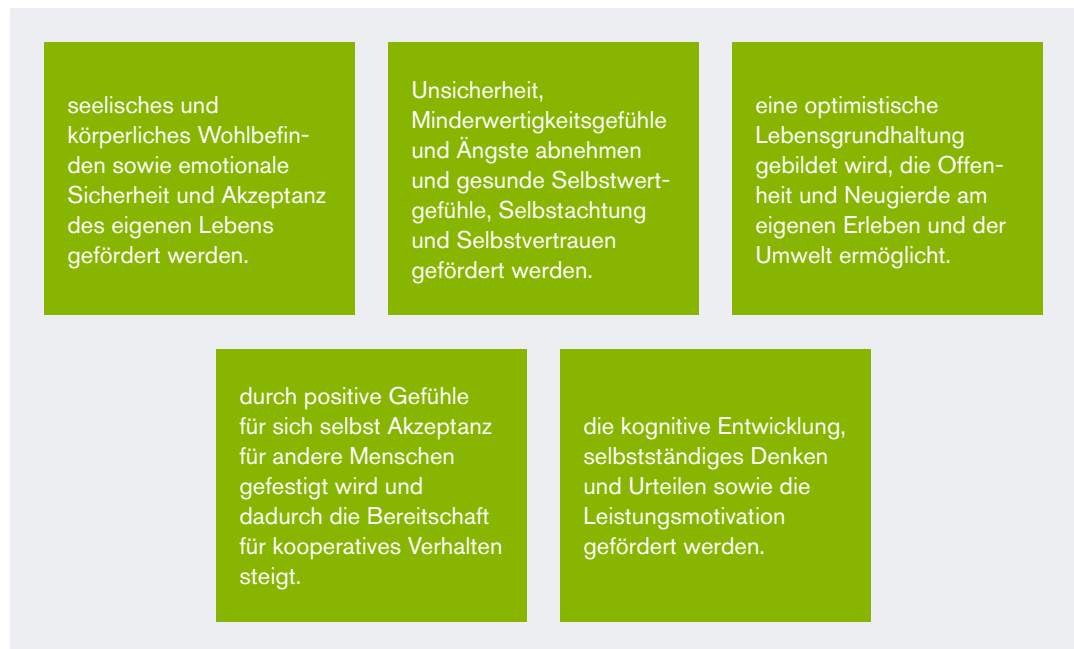 seelisches und
körperliches Wohlbefin-
den sowie emotionale
Sicherheit und Akzeptanz
des eigenen Lebens
gefördert werden.
Unsicherheit,
Minderwertigkeitsgefühle
und Ängste abnehmen
und gesunde Selbstwert-
gefühle, Selbstachtung
und Selbstvertrauen
gefördert werden.
eine optimistische
Lebensgrundhaltung
gebildet wird, die Offen-
heit und Neugierde am
eigenen Erleben und der
Umwelt ermöglicht.
durch positive Gefühle
für sich selbst Akzeptanz
für andere Menschen
gefestigt wird und
dadurch die Bereitschaft
für kooperatives Verhalten
steigt.
die kognitive Entwicklung,
selbstständiges Denken
und Urteilen sowie die
Leistungsmotivation
gefördert werden.